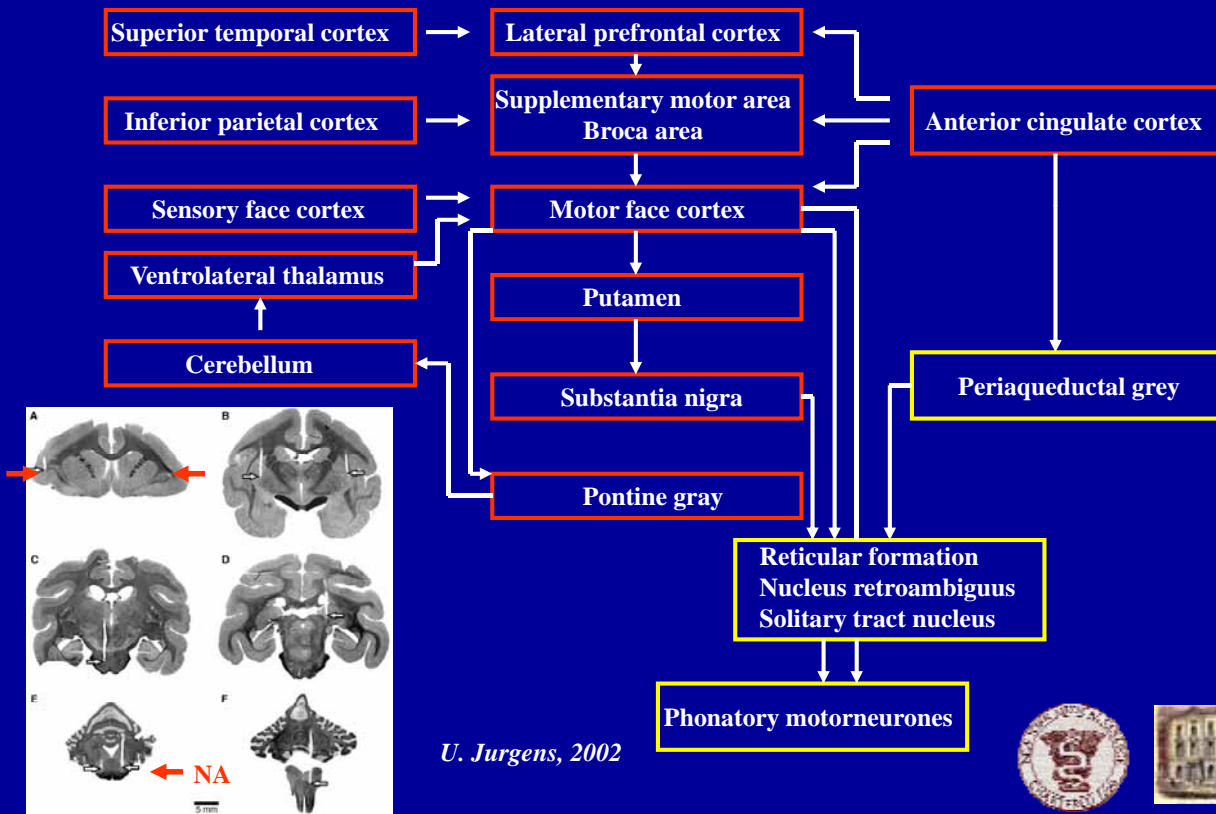 Superior temporal cortex
Lateral prefrontal cortex
Supplementary motor area
Broca area
Inferior parietal cortex
Anterior cingulate cortex
Sensory face cortex
Motor face cortex
Ventrolateral thalamus
Putamen
Cerebellum
Periaqueductal grey
Substantia nigra
A
B
Pontine gray
C
D
Reticular formation
Nucleus retroambiguus
Solitary tract nucleus
E
F
Phonatory motorneurones
U. Jurgens, 2002
NA
5 mm